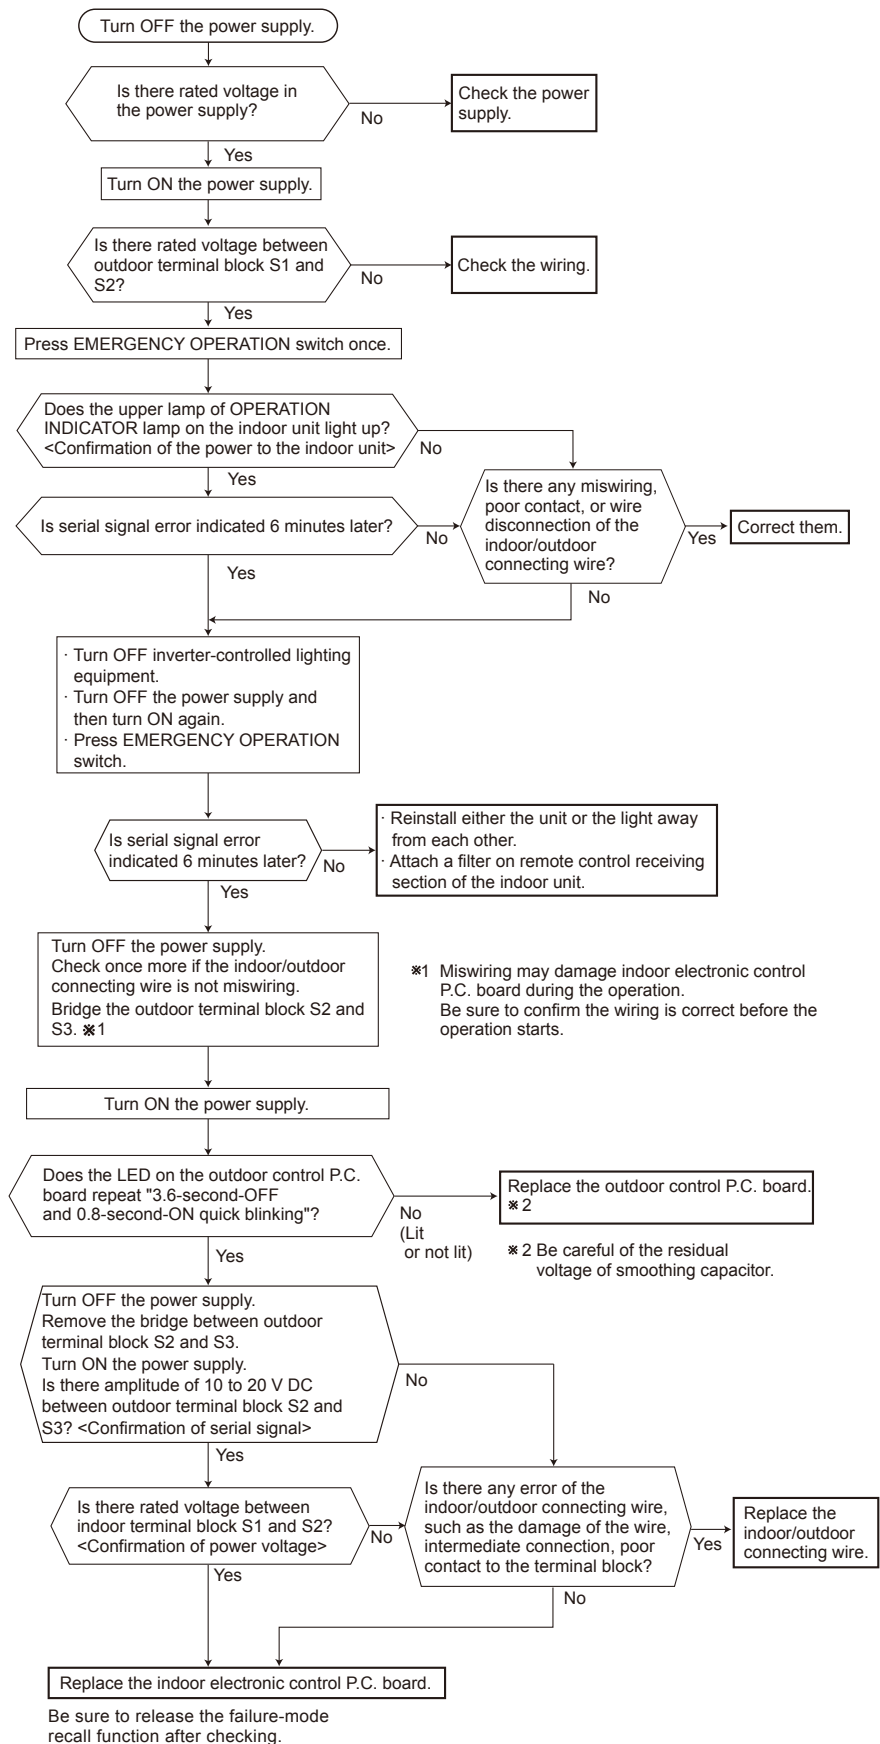 Turn OFF the power supply.
Is there rated voltage in
the power supply?
No
Check the power
supply.
Yes
Turn ON the power supply.
Is there rated voltage between
outdoor terminal block S1 and
S2?
No
Check the wiring.
Yes
Press EMERGENCY OPERATION switch once.
Does the upper lamp of OPERATION
INDICATOR lamp on the indoor unit light up?
<Confirmation of the power to the indoor unit>
No
Yes
Is serial signal error indicated 6 minutes later?
No
Is there any miswiring,
poor contact, or wire
disconnection of the
indoor/outdoor
connecting wire?
Yes
Correct them.
Yes
No
· Turn OFF inverter-controlled lighting
equipment.
· Turn OFF the power supply and
then turn ON again.
· Press EMERGENCY OPERATION
switch.
Is serial signal error
indicated 6 minutes later?
No
· Reinstall either the unit or the light away
from each other.
· Attach a filter on remote control receiving
section of the indoor unit.
Yes
Turn OFF the power supply.
Check once more if the indoor/outdoor
connecting wire is not miswiring.
Bridge the outdoor terminal block S2 and
S3. ※1
※1 Miswiring may damage indoor electronic control
P.C. board during the operation.
Be sure to confirm the wiring is correct before the
operation starts.
Turn ON the power supply.
Does the LED on the outdoor control P.C.
board repeat "3.6-second-OFF
and 0.8-second-ON quick blinking"?
No
(Lit
or not lit)
Replace the outdoor control P.C. board.
※2
※2 Be careful of the residual
voltage of smoothing capacitor.
Yes
Turn OFF the power supply.
Remove the bridge between outdoor
terminal block S2 and S3.
Turn ON the power supply.
Is there amplitude of 10 to 20 V DC
between outdoor terminal block S2 and
S3? <Confirmation of serial signal>
No
Yes
Is there rated voltage between
indoor terminal block S1 and S2?
<Confirmation of power voltage>
No
Is there any error of the
indoor/outdoor connecting wire,
such as the damage of the wire,
intermediate connection, poor
contact to the terminal block?
Yes
Replace the
indoor/outdoor
connecting wire.
Yes
No
Replace the indoor electronic control P.C. board.
Be sure to release the failure-mode
recall function after checking.